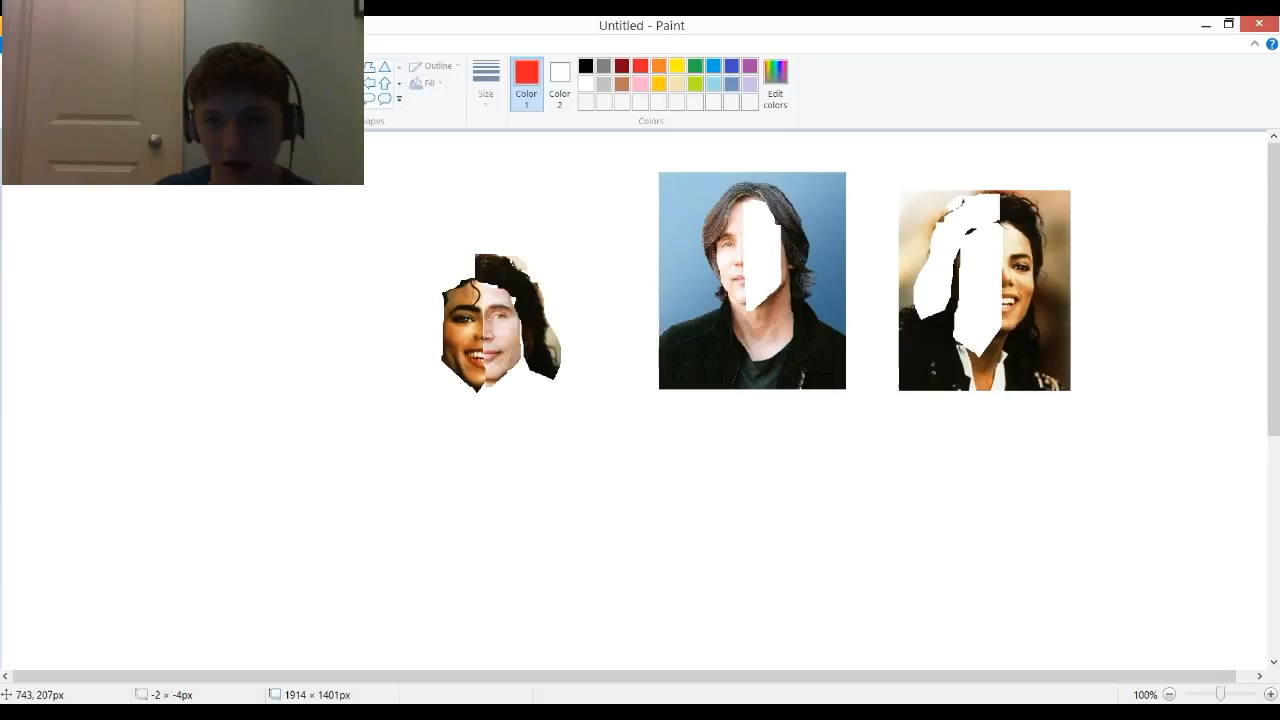 Untitled - Paint
Outline
Fill
Size
Color 1
Color 2
Edit colors
apes
Colors
743, 207px
-2 × -4px
1914 × 1401px
100%